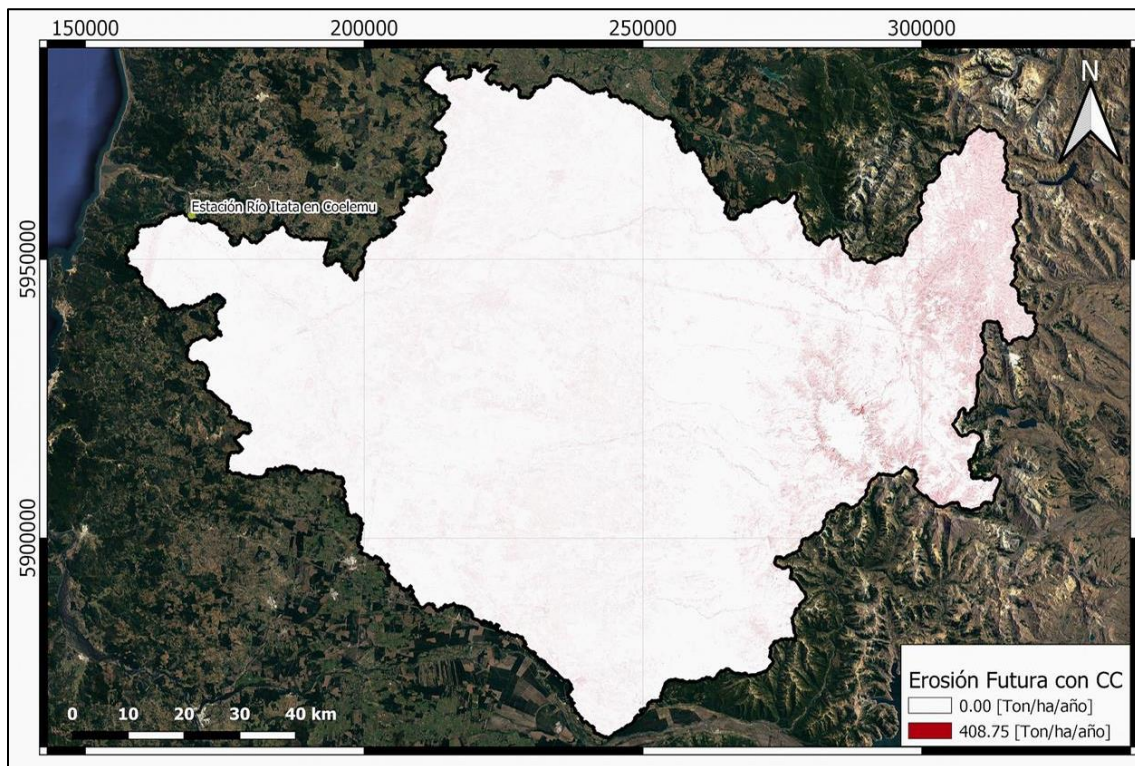 150000
200000
250000
300000
N
Estación Río Itata en Coelemu
5950000
5900000
0 10 20 30 40 km
Erosión Futura con CC
0.00 [Ton/ha/año]
408.75 [Ton/ha/año]